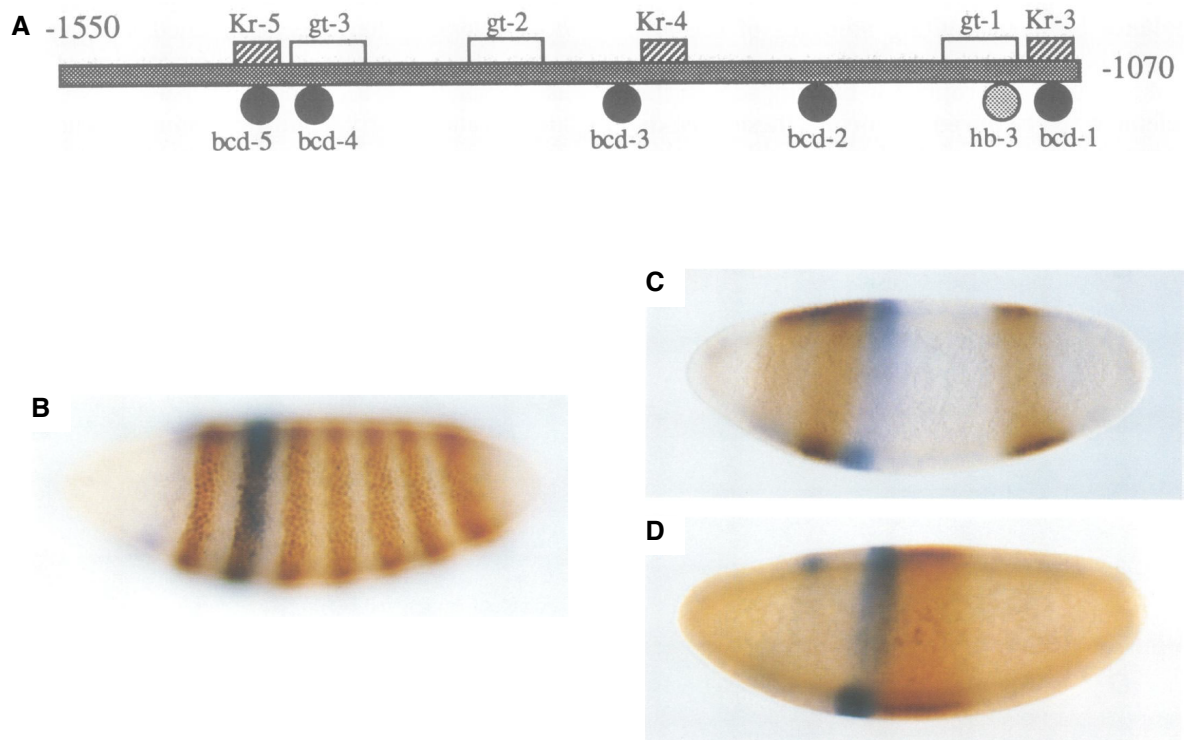 A
-1550
Kr-5
gt-3
gt-2
Kr-4
gt-1
Kr-3
-1070
bcd-5
bcd-4
bcd-3
bcd-2
hb-3
bcd-1
B
C
D